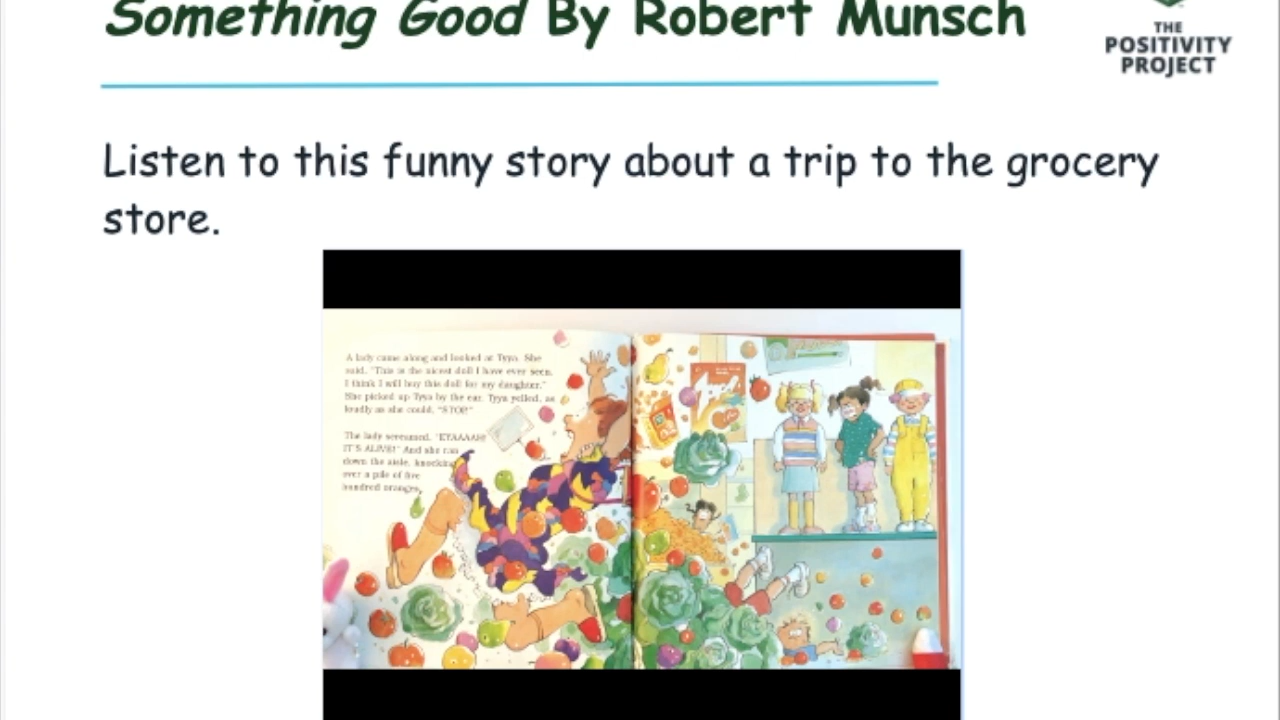 Something Good By Robert Munsch
THE
POSITIVITY
PROJECT
Listen to this funny story about a trip to the grocery
store.
A lady came along and looked at Tyya. She
said, "This is the nicest doll I have ever seen.
I think I will buy this doll for my daughter."
She picked up Tyya by the ear. Tyya yelled, as
loudly as she could, "STOP."
The lady screamed, "EYAAAAH!
IT'S ALIVE!" And she ran
down the aisle, knocking
over a pile of five
hundred oranges.